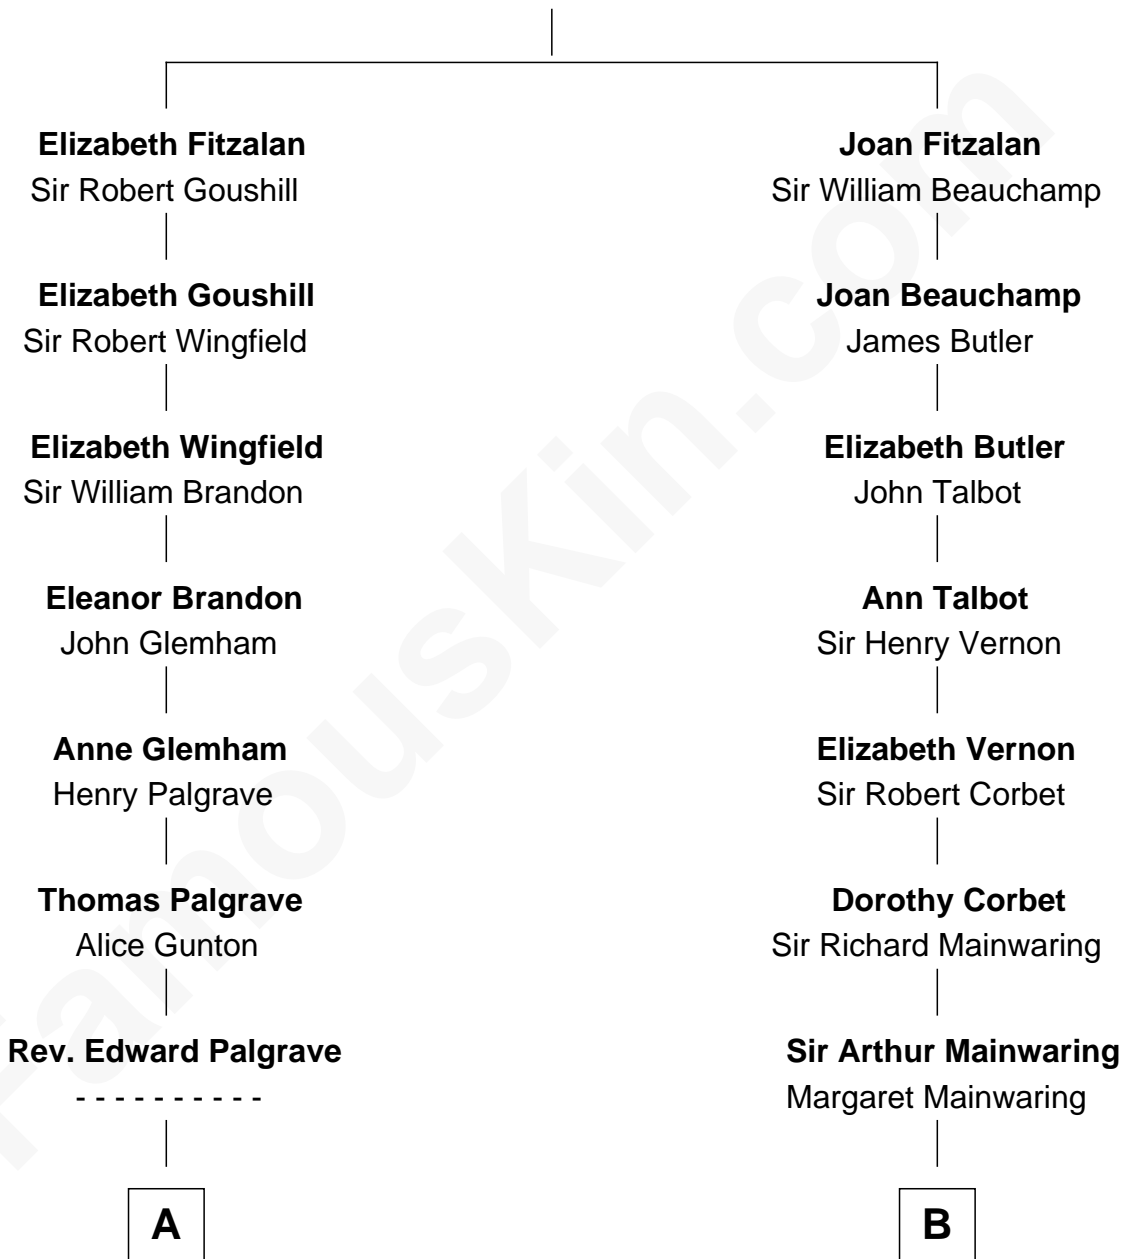 Elizabeth Fitzalan
Sir Robert Goushill
Elizabeth Goushill
Sir Robert Wingfield
Elizabeth Wingfield
Sir William Brandon
Eleanor Brandon
John Glemham
Anne Glemham
Henry Palgrave
Thomas Palgrave
Alice Gunton
Rev. Edward Palgrave
- - - - - - - - - -
A
Joan Fitzalan
Sir William Beauchamp
Joan Beauchamp
James Butler
Elizabeth Butler
John Talbot
Ann Talbot
Sir Henry Vernon
Elizabeth Vernon
Sir Robert Corbet
Dorothy Corbet
Sir Richard Mainwaring
Sir Arthur Mainwaring
Margaret Mainwaring
B
FamousKin.com